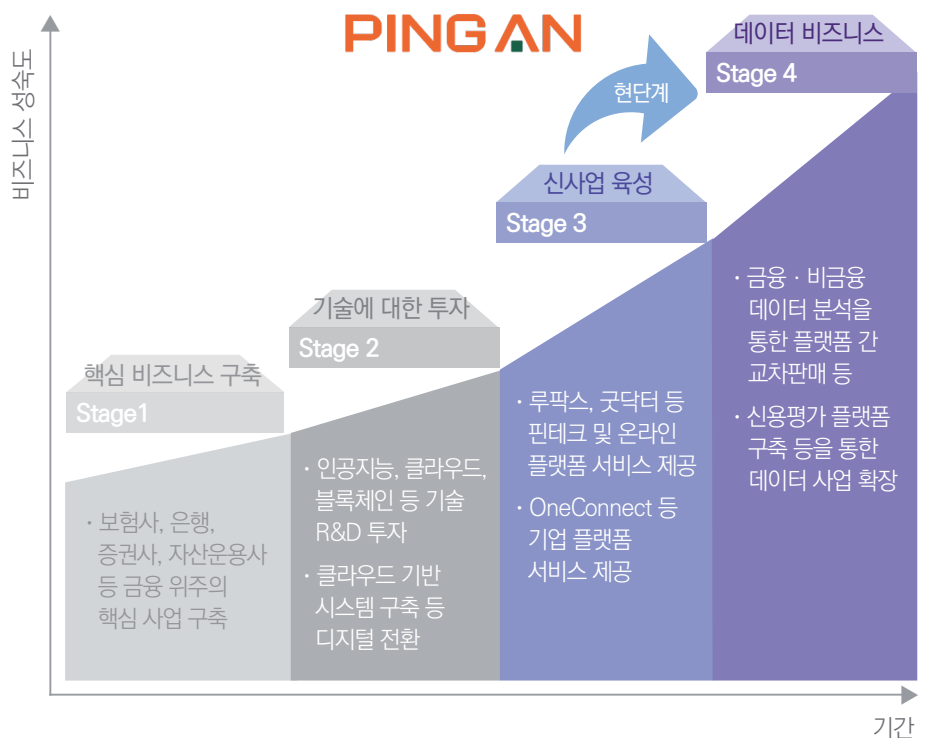 PING AN
비즈니스 성숙도
데이터 비즈니스
Stage 4
현단계
신사업 육성
Stage 3
기술에 대한 투자
Stage 2
핵심 비즈니스 구축
Stage1
· 보험사, 은행,
증권사, 자산운용사
등 금융 위주의
핵심 사업 구축
· 인공지능, 클라우드,
블록체인 등 기술
R&D 투자
· 클라우드 기반
시스템 구축 등
디지털 전환
· 루팍스, 굿닥터 등
핀테크 및 온라인
플랫폼 서비스 제공
· OneConnect 등
기업 플랫폼
서비스 제공
· 금융 · 비금융
데이터 분석을
통한 플랫폼 간
교차판매 등
· 신용평가 플랫폼
구축 등을 통한
데이터 사업 확장
기간